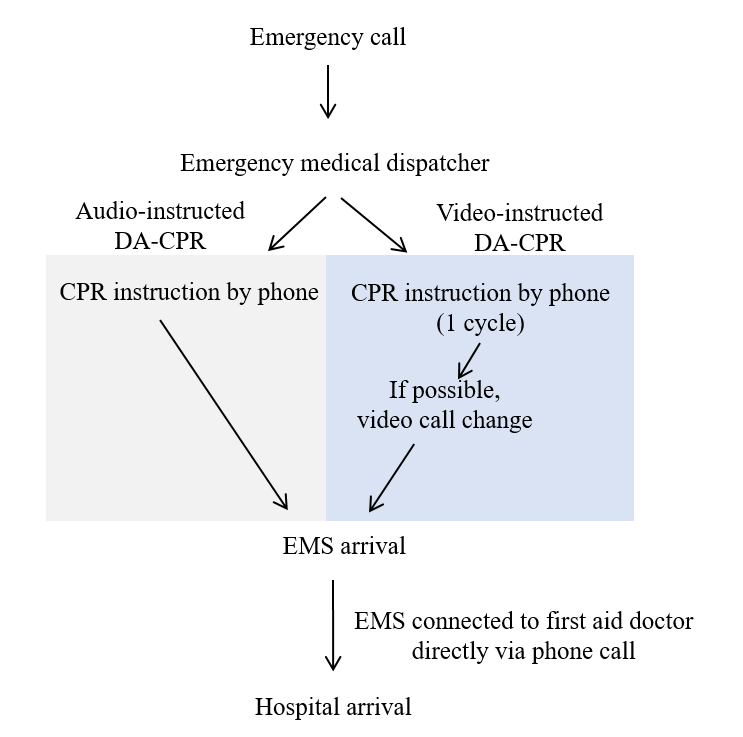 Emergency call
Emergency medical dispatcher
Audio-instructed
DA-CPR
Video-instructed
DA-CPR
CPR instruction by phone
CPR instruction by phone
(1 cycle)
If possible,
video call change
EMS arrival
EMS connected to first aid doctor
directly via phone call
Hospital arrival